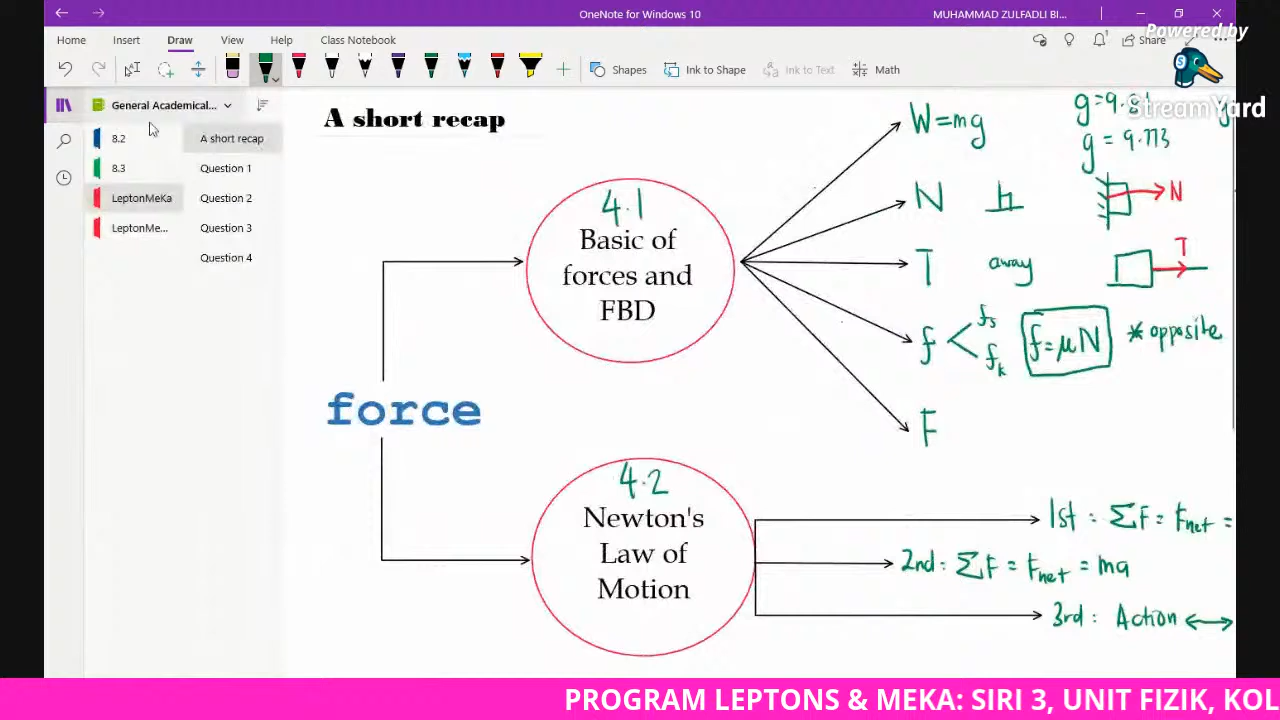 OneNote for Windows 10
MUHAMMAD ZULFADLI BI...
Powered by
StreamYard
Home Insert Draw View Help Class Notebook
Share
Shapes Ink to Shape Ink to Text Math
General Academical...
8.2
8.3
LeptonMeKa
LeptonMe...
A short recap
Question 1
Question 2
Question 3
Question 4
A short recap
force
4.1
Basic of
forces and
FBD
W=mg
g=9.81
g = 9.773
N
N
T away
T
f fs
fk
f=μN
* opposite
F
4.2
Newton's
Law of
Motion
1st: ΣF = Fnet =
2nd: ΣF = Fnet = ma
3rd: Action ↔
PROGRAM LEPTONS & MEKA: SIRI 3, UNIT FIZIK, KOL